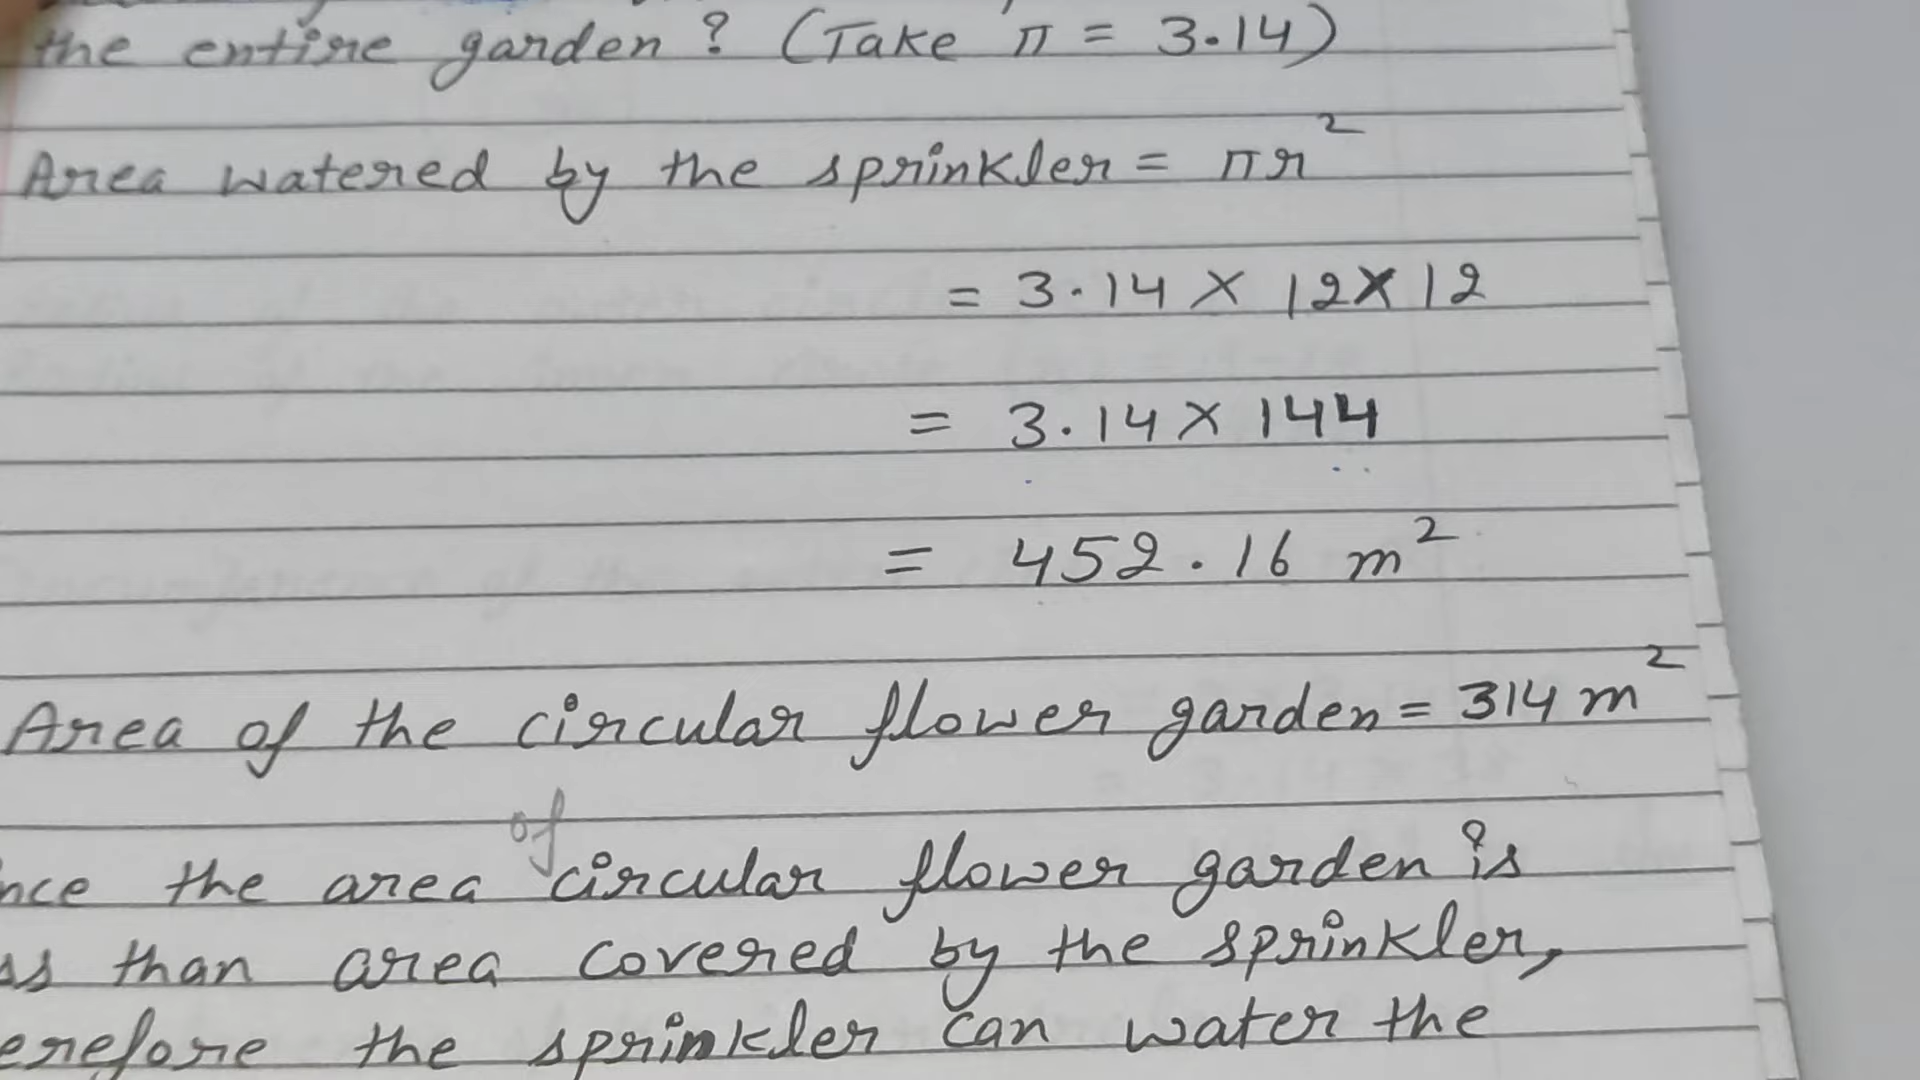 the entire garden? (Take π = 3.14)
Area watered by the sprinkler = πr²
= 3.14 × 12 × 12
= 3.14 × 144
= 452.16 m²
Area of the circular flower garden = 314 m²
of
nce the area circular flower garden is
ss than area covered by the sprinkler,
erefore the sprinkler can water the